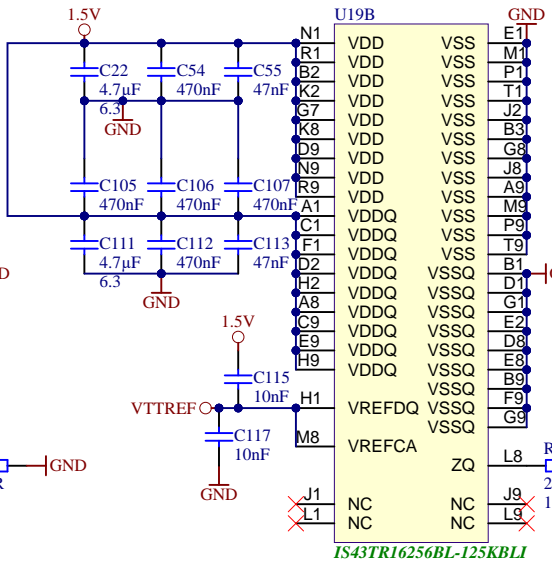 1.5V
U19B
GND
C22
4.7µF
6.3
C54
470nF
C55
47nF
GND
C105
470nF
C106
470nF
C107
470nF
C111
4.7µF
6.3
C112
470nF
C113
47nF
GND
1.5V
C115
10nF
VTTREF
C117
10nF
GND
GND
N1 VDD VSS E1
R1 VDD VSS M1
B2 VDD VSS P1
K2 VDD VSS T1
G7 VDD VSS J2
K8 VDD VSS B3
D9 VDD VSS G8
N9 VDD VSS J8
R9 VDD VSS A9
A1 VDDQ VSS M9
C1 VDDQ VSS P9
F1 VDDQ VSS T9
D2 VDDQ VSSQ B1
H2 VDDQ VSSQ D1
A8 VDDQ VSSQ G1
C9 VDDQ VSSQ E2
E9 VDDQ VSSQ D8
H9 VDDQ VSSQ E8
VSSQ B9
H1 VREFDQ VSSQ F9
VSSQ G9
M8 VREFCA
ZQ L8
J1 NC NC J9
L1 NC NC L9
IS43TR16256BL-125KBLI